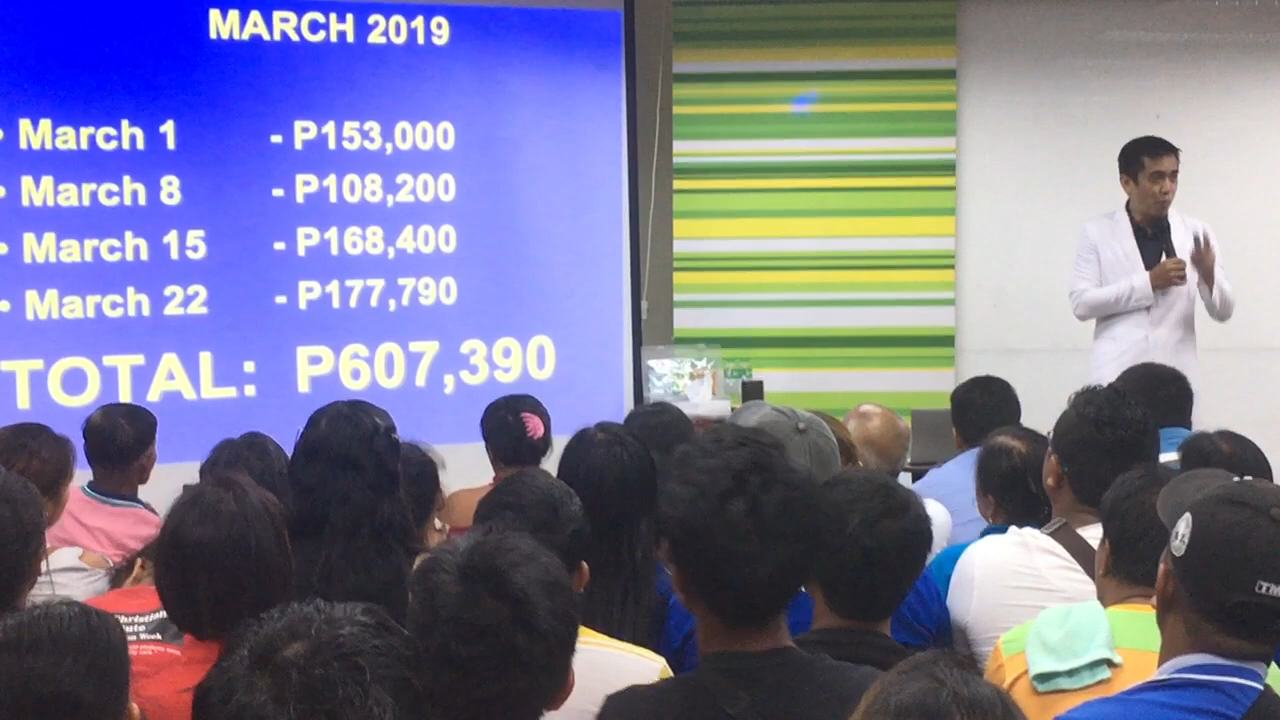 MARCH 2019
• March 1 - P153,000
• March 8 - P108,200
• March 15 - P168,400
• March 22 - P177,790
TOTAL: P607,390
Christian